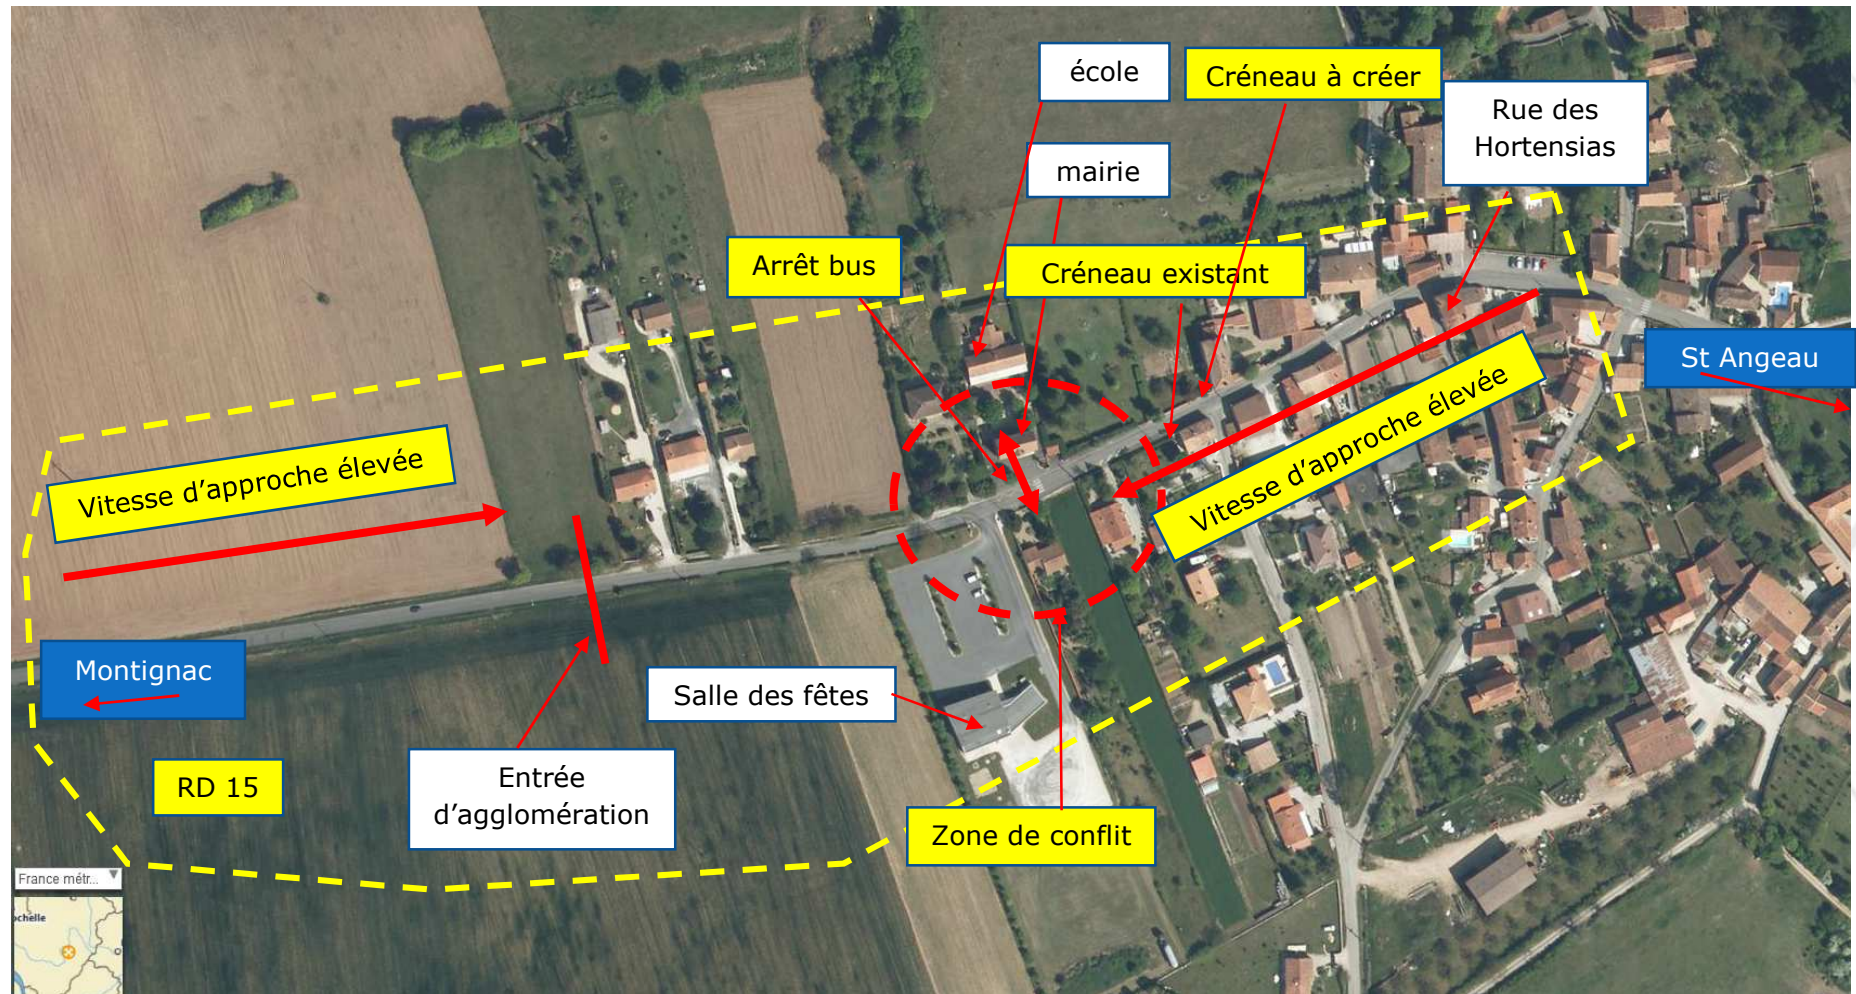 école
Créneau à créer
Rue des
Hortensias
mairie
Arrêt bus
Créneau existant
St Angeau
Vitesse d’approche élevée
Vitesse d’approche élevée
Montignac
Salle des fêtes
Entrée
d’agglomération
RD 15
Zone de conflit
France métr...
ochelle